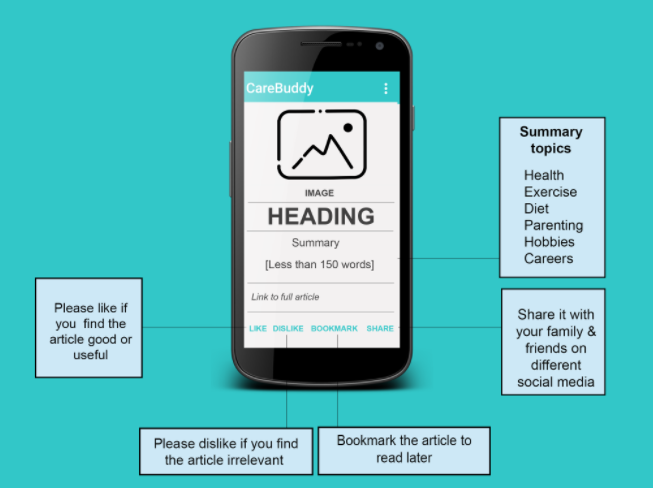 CareBuddy
IMAGE
HEADING
Summary
[Less than 150 words]
Link to full article
LIKE DISLIKE BOOKMARK SHARE
Summary
topics
Health
Exercise
Diet
Parenting
Hobbies
Careers
Please like if
you find the
article good or
useful
Share it with
your family &
friends on
different
social media
Please dislike if you find
the article irrelevant
Bookmark the article to
read later